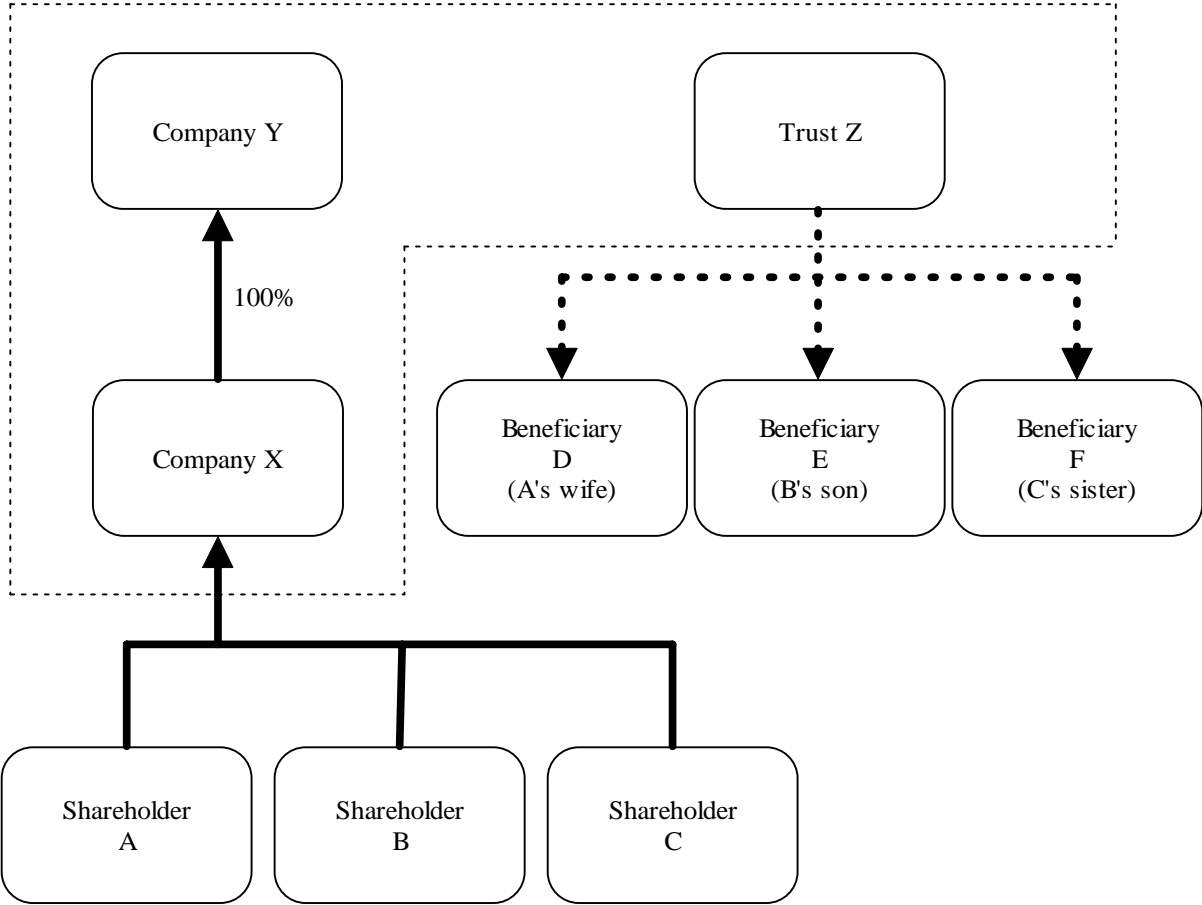 Company Y
Trust Z
100%
Company X
Beneficiary
D
(A's wife)
Beneficiary
E
(B's son)
Beneficiary
F
(C's sister)
Shareholder
A
Shareholder
B
Shareholder
C